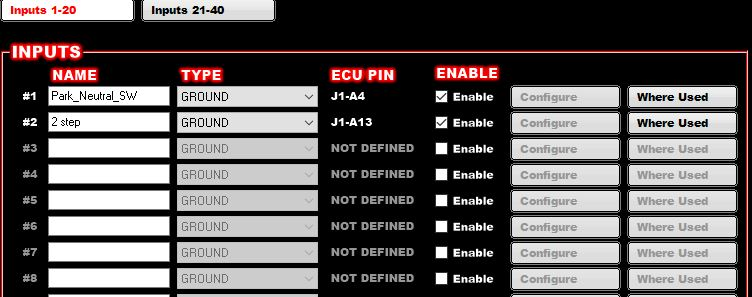 Inputs 1-20 Inputs 21-40
INPUTS
NAME TYPE ECU PIN ENABLE
#1 Park_Neutral_SW GROUND J1-A4 Enable Configure Where Used
#2 2 step GROUND J1-A13 Enable Configure Where Used
#3 GROUND NOT DEFINED Enable Configure Where Used
#4 GROUND NOT DEFINED Enable Configure Where Used
#5 GROUND NOT DEFINED Enable Configure Where Used
#6 GROUND NOT DEFINED Enable Configure Where Used
#7 GROUND NOT DEFINED Enable Configure Where Used
#8 GROUND NOT DEFINED Enable Configure Where Used